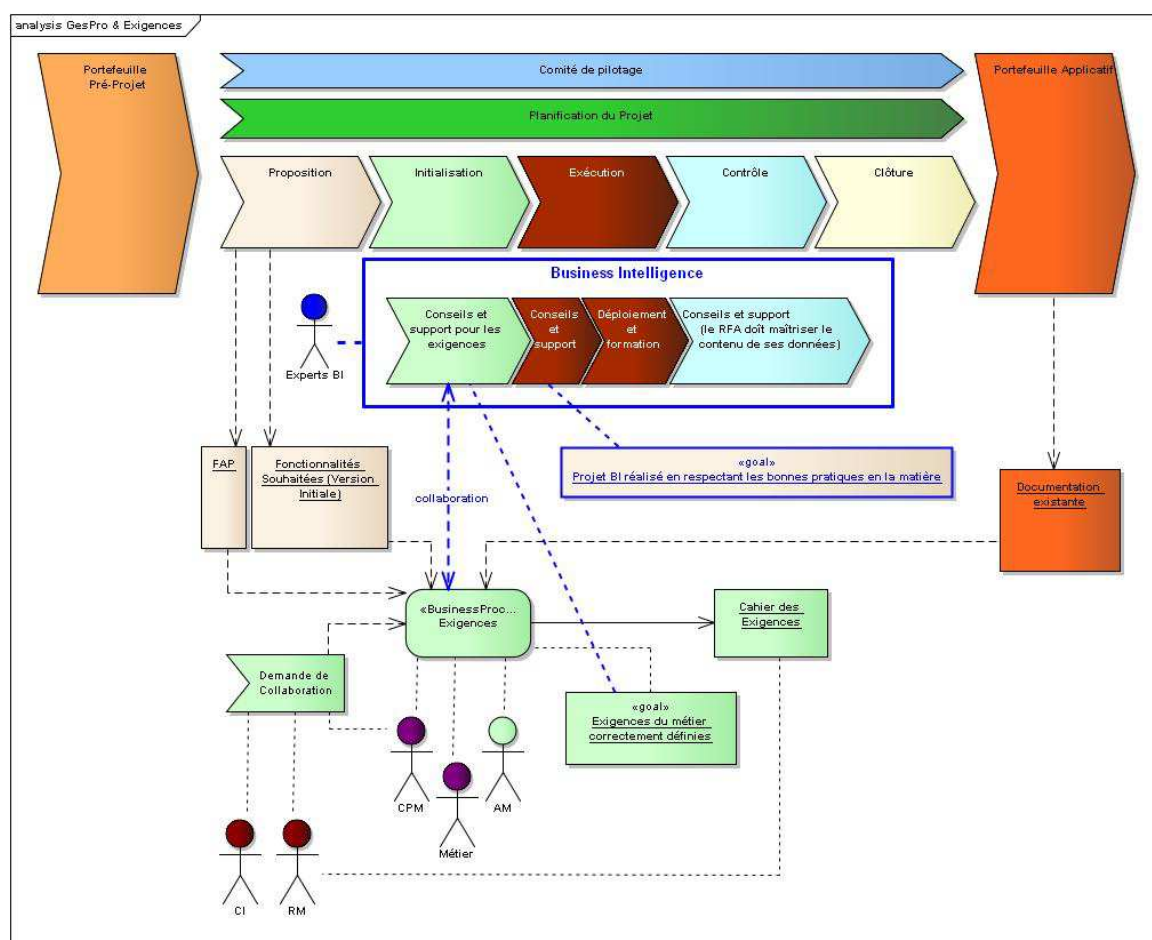 analysis GesPro & Exigences
Portefeuille
Pré-Projet
Comité de pilotage
Portefeuille Applicatif
Planification du Projet
Proposition
Initialisation
Exécution
Contrôle
Clôture
Business Intelligence
Experts BI
Conseils et
support pour les
exigences
Conseils
et
support
Déploiement
et
formation
Conseils et support
(le RFA doit maîtriser le
contenu de ses données)
FAP
Fonctionnalités
Souhaitées (Version
Initiale)
«goal»
Projet BI réalisé en respectant les bonnes pratiques en la matière
collaboration
Documentation
existante
«BusinessProc...
Exigences
Cahier des
Exigences
Demande de
Collaboration
«goal»
Exigences du métier
correctement définies
CPM
AM
Métier
CI
RM